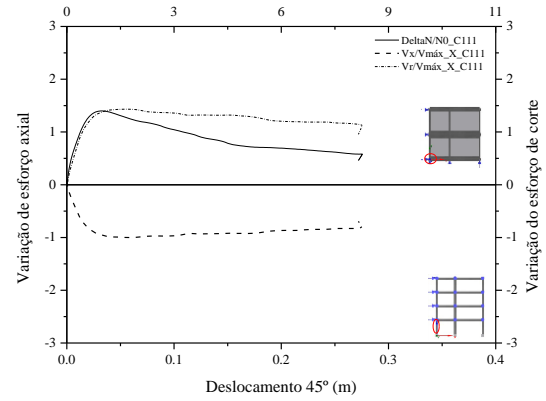 0 3 6 9 11
DeltaN/N0_C111
Vx/Vmáx_X_C111
Vr/Vmáx_X_C111
3 3
2 2
1 1
0 0
-1 -1
-2 -2
-3 -3
Variação de esforço axial
Variação do esforço de corte
0.0 0.1 0.2 0.3 0.4
Deslocamento 45º (m)